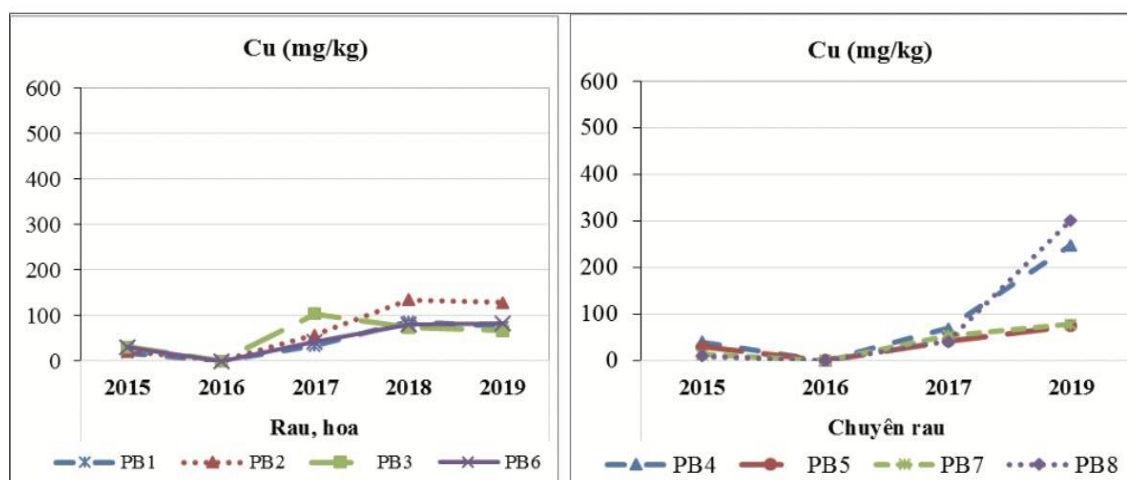 Cu (mg/kg)
600
500
400
300
200
100
0
2015 2016 2017 2018 2019
Rau, hoa
PB1 PB2 PB3 PB6
Cu (mg/kg)
600
500
400
300
200
100
0
2015 2016 2017 2019
Chuyên rau
PB4 PB5 PB7 PB8